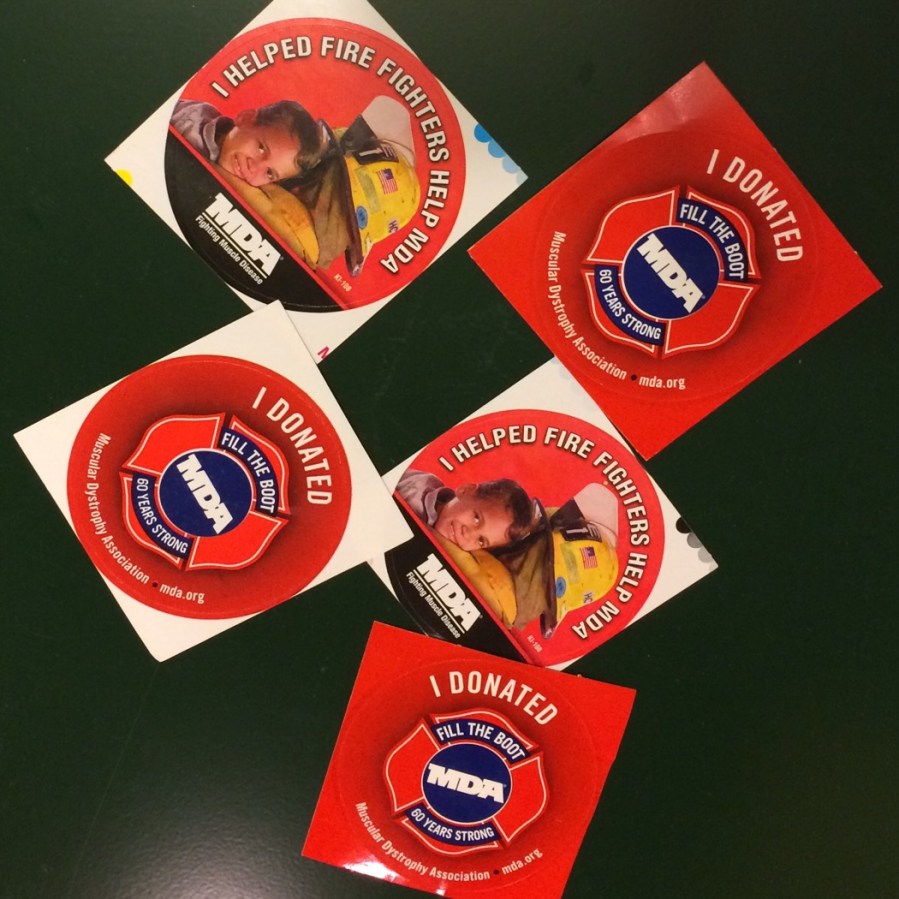 I HELPED FIRE FIGHTERS HELP MDA
MDA
Fighting Muscle Disease
I DONATED
FILL THE BOOT
MDA
60 YEARS STRONG
Muscular Dystrophy Association • mda.org
I DONATED
FILL THE BOOT
MDA
60 YEARS STRONG
Muscular Dystrophy Association • mda.org
I HELPED FIRE FIGHTERS HELP MDA
MDA
Fighting Muscle Disease
I DONATED
FILL THE BOOT
MDA
60 YEARS STRONG
Muscular Dystrophy Association • mda.org